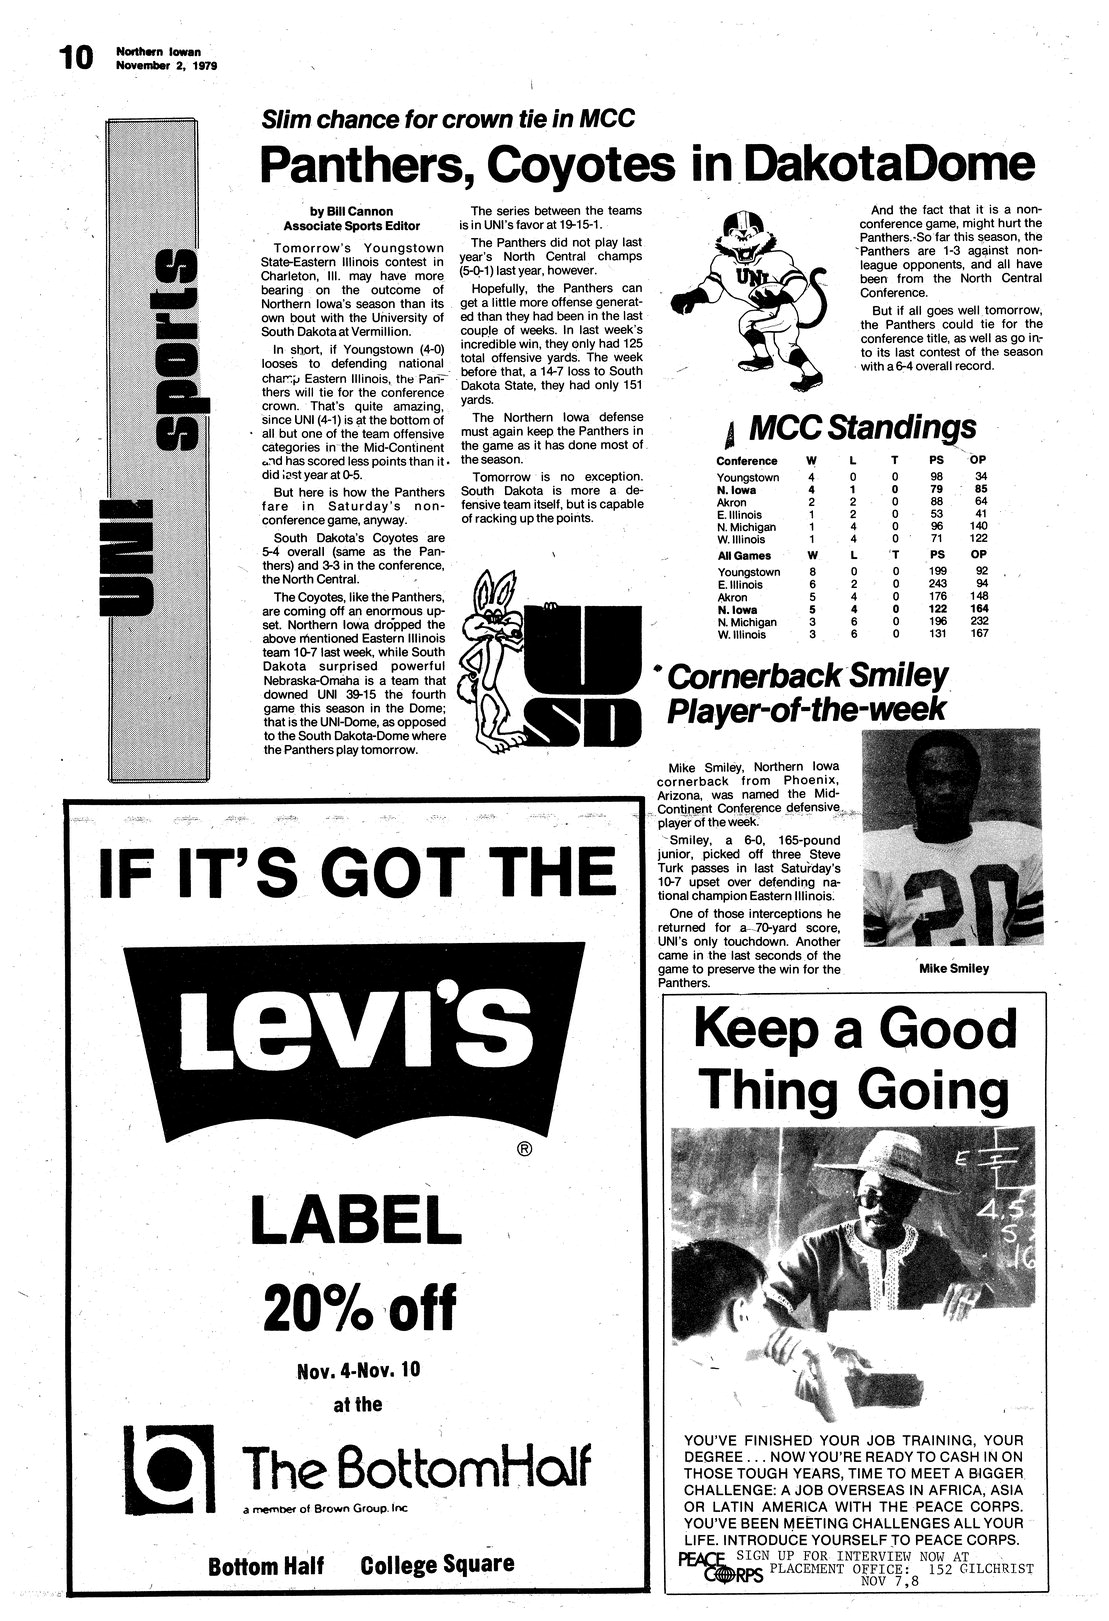 10
Northern Iowan
November 2, 1979
UNI sports
Slim chance for crown tie in MCC
Panthers, Coyotes in DakotaDome
by Bill Cannon
Associate Sports Editor
Tomorrow's Youngstown
State-Eastern Illinois contest in
Charleton, Ill. may have more
bearing on the outcome of
Northern Iowa's season than its
own bout with the University of
South Dakota at Vermillion.
In short, if Youngstown (4-0)
looses to defending national
champ Eastern Illinois, the Pan-
thers will tie for the conference
crown. That's quite amazing,
since UNI (4-1) is at the bottom of
all but one of the team offensive
categories in the Mid-Continent
and has scored less points than it
did last year at 0-5.
But here is how the Panthers
fare in Saturday's non-
conference game, anyway.
South Dakota's Coyotes are
5-4 overall (same as the Pan-
thers) and 3-3 in the conference,
the North Central.
The Coyotes, like the Panthers,
are coming off an enormous up-
set. Northern Iowa dropped the
above mentioned Eastern Illinois
team 10-7 last week, while South
Dakota surprised powerful
Nebraska-Omaha is a team that
downed UNI 39-15 the fourth
game this season in the Dome;
that is the UNI-Dome, as opposed
to the South Dakota-Dome where
the Panthers play tomorrow.
The series between the teams
is in UNI's favor at 19-15-1.
The Panthers did not play last
year's North Central champs
(5-0-1) last year, however.
Hopefully, the Panthers can
get a little more offense generat-
ed than they had been in the last
couple of weeks. In last week's
incredible win, they only had 125
total offensive yards. The week
before that, a 14-7 loss to South
Dakota State, they had only 151
yards.
The Northern Iowa defense
must again keep the Panthers in
the game as it has done most of
the season.
Tomorrow is no exception.
South Dakota is more a de-
fensive team itself, but is capable
of racking up the points.
USD
UNI
And the fact that it is a non-
conference game, might hurt the
Panthers. So far this season, the
Panthers are 1-3 against non-
league opponents, and all have
been from the North Central
Conference.
But if all goes well tomorrow,
the Panthers could tie for the
conference title, as well as go in-
to its last contest of the season
with a 6-4 overall record.
MCC Standings
Conference W L T PS OP
Youngstown 4 0 0 98 34
N. Iowa 4 1 0 79 85
Akron 2 2 0 88 64
E. Illinois 1 2 0 53 41
N. Michigan 1 4 0 96 140
W. Illinois 1 4 0 71 122
All Games W L T PS OP
Youngstown 8 0 0 199 92
E. Illinois 6 2 0 243 94
Akron 5 4 0 176 148
N. Iowa 5 4 0 122 164
N. Michigan 3 6 0 196 232
W. Illinois 3 6 0 131 167
Cornerback Smiley
Player-of-the-week
Mike Smiley, Northern Iowa
cornerback from Phoenix,
Arizona, was named the Mid-
Continent Conference defensive
player of the week.
Smiley, a 6-0, 165-pound
junior, picked off three Steve
Turk passes in last Saturday's
10-7 upset over defending na-
tional champion Eastern Illinois.
One of those interceptions he
returned for a 70-yard score,
UNI's only touchdown. Another
came in the last seconds of the
game to preserve the win for the
Panthers.
20
Mike Smiley
IF IT'S GOT THE
LEVI'S
®
LABEL
20% off
Nov. 4-Nov. 10
at the
The BottomHalf
a member of Brown Group, Inc
Bottom Half College Square
Keep a Good
Thing Going
E
4.5
5.
16
YOU'VE FINISHED YOUR JOB TRAINING, YOUR
DEGREE . . . NOW YOU'RE READY TO CASH IN ON
THOSE TOUGH YEARS, TIME TO MEET A BIGGER
CHALLENGE: A JOB OVERSEAS IN AFRICA, ASIA
OR LATIN AMERICA WITH THE PEACE CORPS.
YOU'VE BEEN MEETING CHALLENGES ALL YOUR
LIFE. INTRODUCE YOURSELF TO PEACE CORPS.
PEACE CORPS
SIGN UP FOR INTERVIEW NOW AT
PLACEMENT OFFICE: 152 GILCHRIST
NOV 7,8